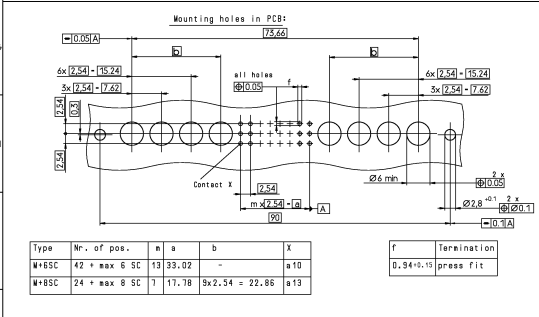 Mounting holes in PCB:
0.05 A
73,66
b
b
all holes
0.05
f
6x 2,54 = 15.24
3x 2,54 = 7.62
6x 2,54 = 15.24
3x 2,54 = 7.62
2,54
0,3
2,54
Contact X
2,54
m x 2,54 = a
A
90
Ø6 min
2 x
0.05
Ø2,8 +0.1
2 x
Ø0.1
0.1 A
Type Nr. of pos. m a b X
M+6SC 42 + max 6 SC 13 33.02 - a10
M+8SC 24 + max 8 SC 7 17.78 9x2.54 = 22.86 a13
f Termination
0.94±0.15 press fit